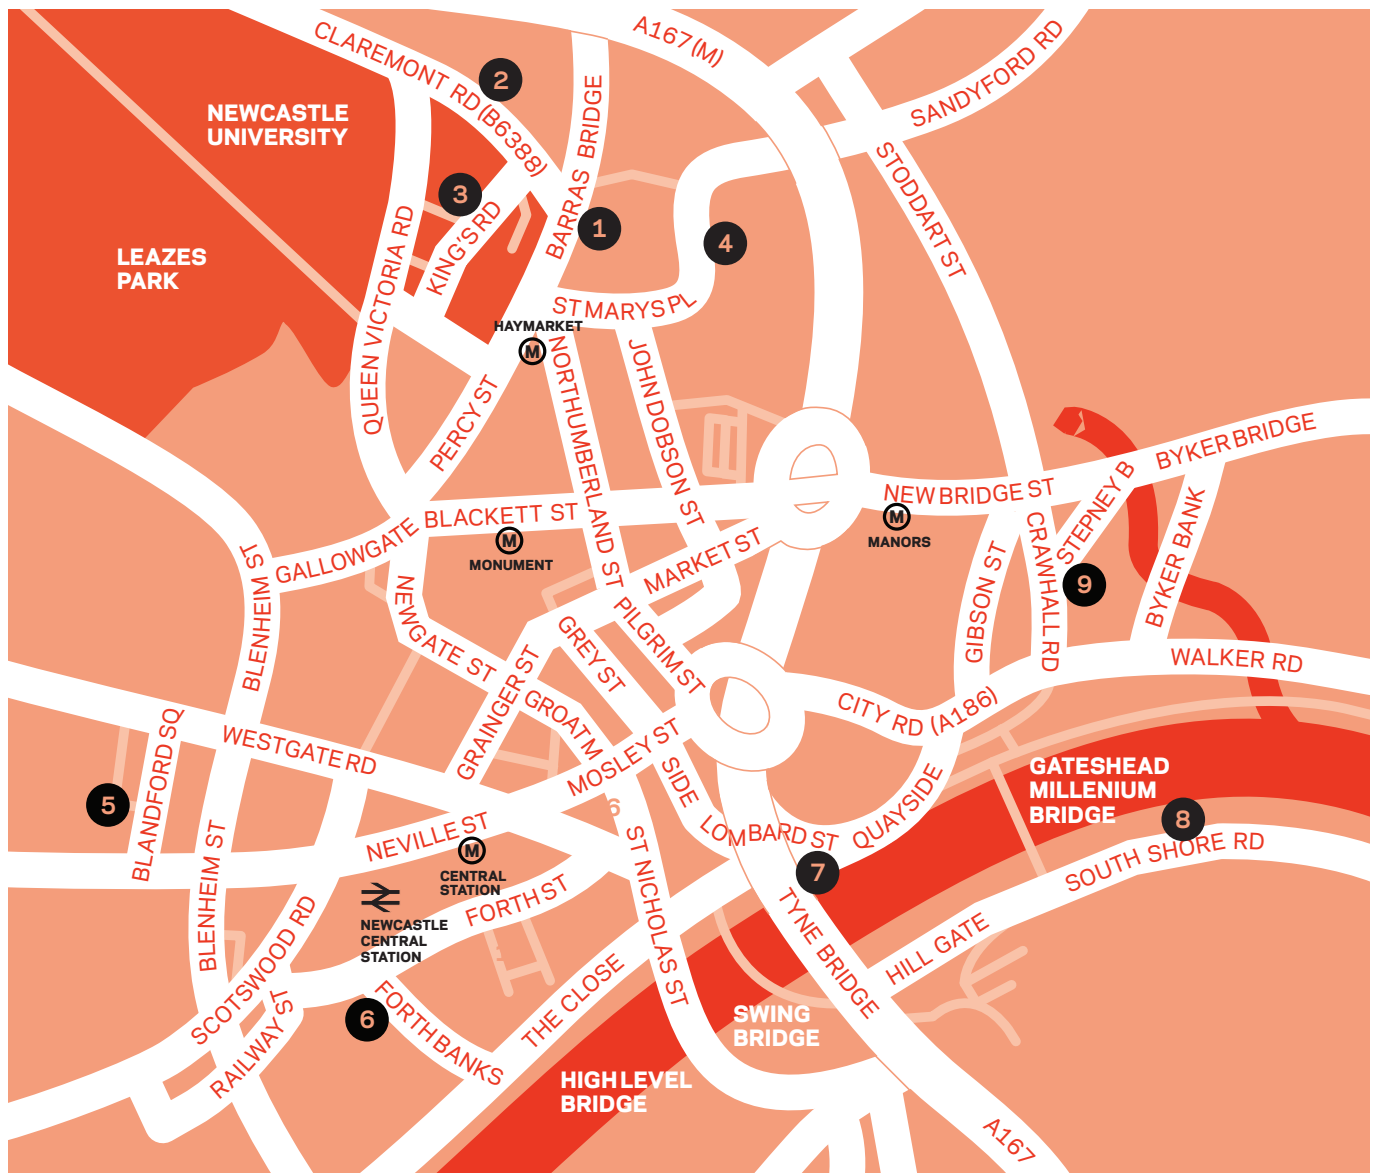 CLAREMONT RD (B6388)
A167(M)
SANDYFORD RD
2
NEWCASTLE
UNIVERSITY
BARRAS BRIDGE
STODDART ST
3
KING'S RD
QUEEN VICTORIA RD
1
4
LEAZES
PARK
ST MARYS PL
HAYMARKET
M
NORTHUMBERLAND ST
JOHN DOBSON ST
PERCY ST
BYKER BRIDGE
STEPNEY B
NEW BRIDGE ST
M
MANORS
BLACKETT ST
M
MONUMENT
GALLOWGATE
MARKET ST
CRAWHALL RD
BYKER BANK
GIBSON ST
9
BLENHEIM ST
NEWGATE ST
PILGRIM ST
GREY ST
GRAINGER ST
GROAT M
WALKER RD
CITY RD (A186)
BLANDFORD SQ
WESTGATE RD
MOSLEY ST
SIDE
5
6
GATESHEAD
MILLENIUM
BRIDGE
8
QUAYSIDE
LOMBARD ST
7
SOUTH SHORE RD
NEVILLE ST
M
CENTRAL
STATION
ST NICHOLAS ST
BLENHEIM ST
FORTH ST
NEWCASTLE
CENTRAL
STATION
SCOTSWOOD RD
RAILWAY ST
6
FORTH BANKS
THE CLOSE
TYNE BRIDGE
HILL GATE
SWING
BRIDGE
HIGH LEVEL
BRIDGE
A167